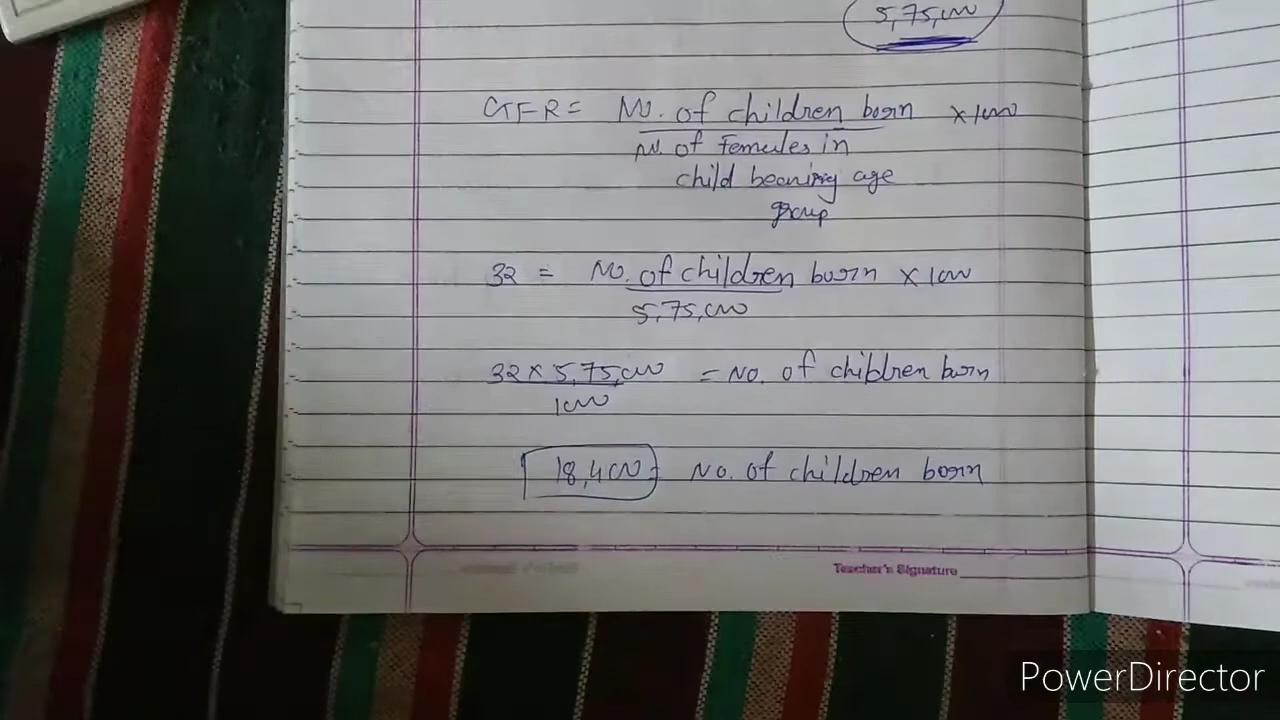 5,75,000
GFR = No. of children born × 1000
No. of Females in
child bearing age
group
32 = No. of children born × 1000
5,75,000
32 × 5,75,000 = No. of children born
1000
18,400 = No. of children born
Teacher's Signature
PowerDirector